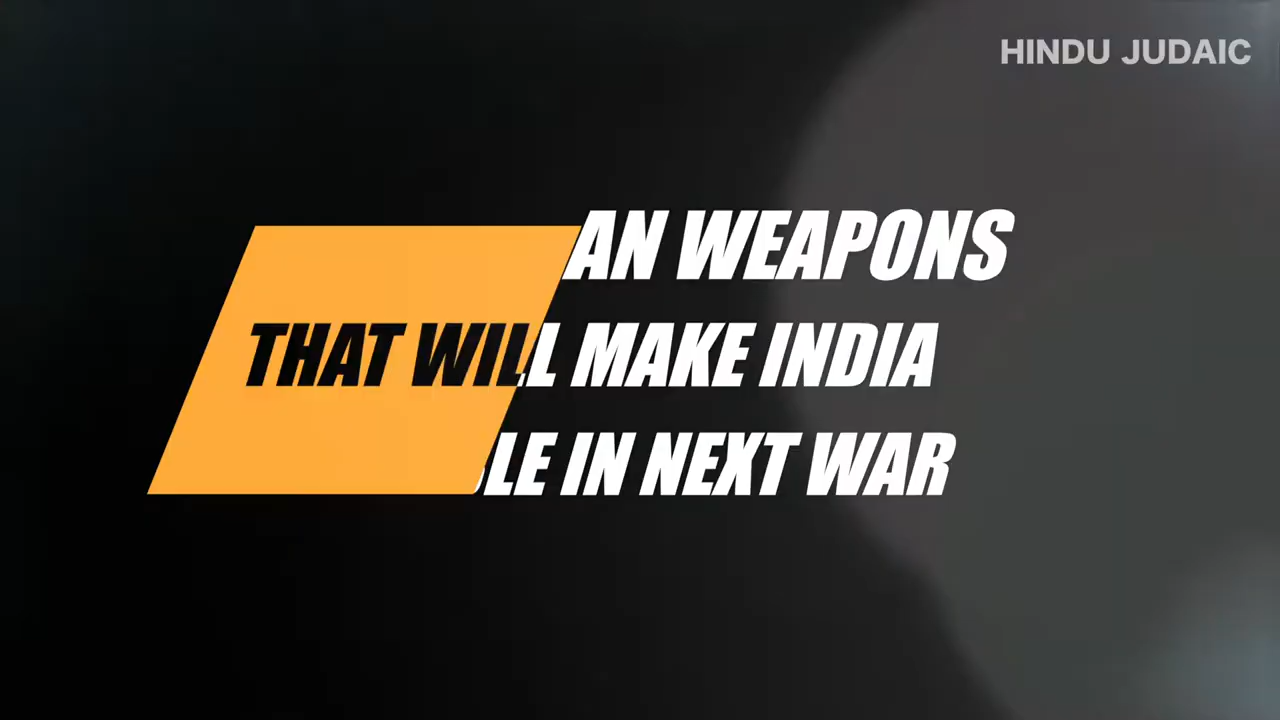 HINDU JUDAIC
AN WEAPONS
THAT WILL MAKE INDIA
LE IN NEXT WAR